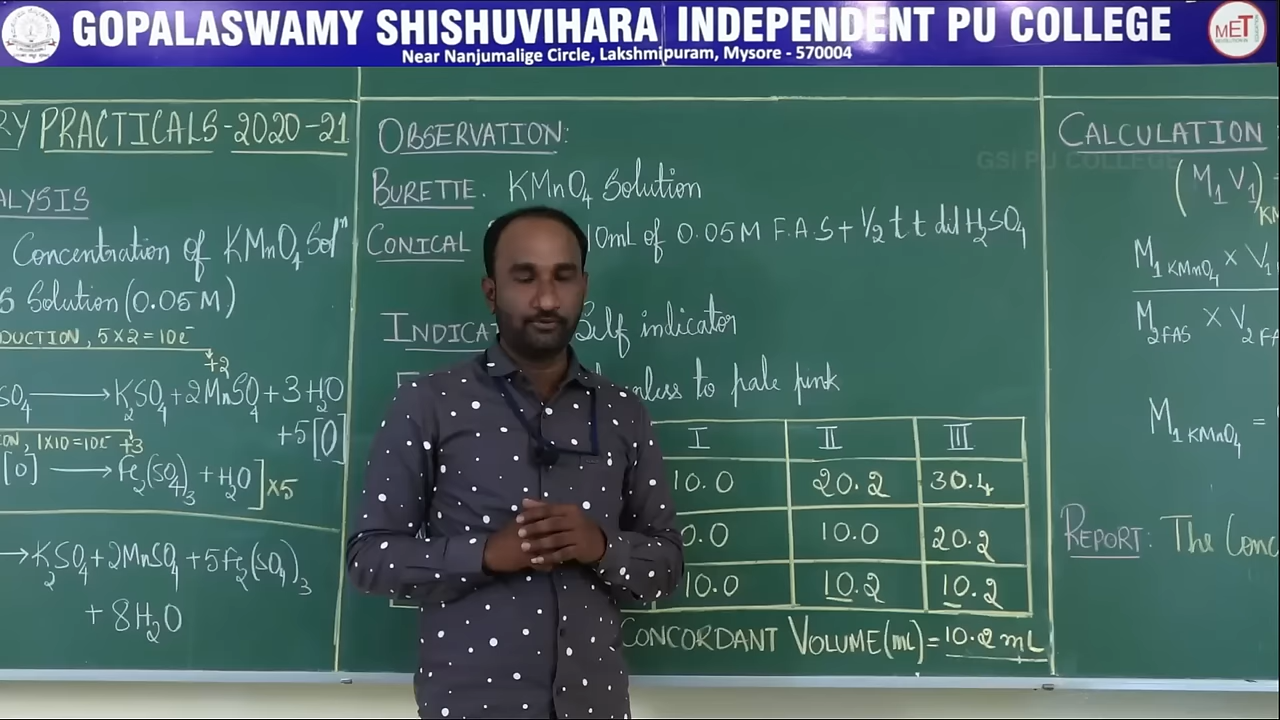 GOPALASWAMY SHISHUVIHARA INDEPENDENT PU COLLEGE
Near Nanjumalige Circle, Lakshmipuram, Mysore - 570004
MET
RY PRACTICALS-2020-21
ALYSIS
Concentration of KMnO4 Solⁿ
S Solution (0.05M)
DUCTION, 5×2=10e⁻
+2
SO4 ⟶ K2SO4+2MnSO4+3H2O
+5[O]
ON, 1×10=10e⁻ +3
[O] ⟶ Fe2(SO4)3 + H2O]×5
→K2SO4+2MnSO4+5Fe2(SO4)3
+8H2O
OBSERVATION:
BURETTE. KMnO4 Solution
CONICAL 10mL of 0.05M F.A.S+½ t t dil H2SO4
INDICA Self indicator
less to pale pink
I II III
10.0 20.2 30.4
0.0 10.0 20.2
10.0 10.2 10.2
CONCORDANT VOLUME(mL)=10.2 mL
GSI PU COLLEGE
CALCULATION
(M1V1) =
M1 KMnO4 × V1
M2 FAS × V2 FA
M1 KMnO4 =
REPORT: The Conc